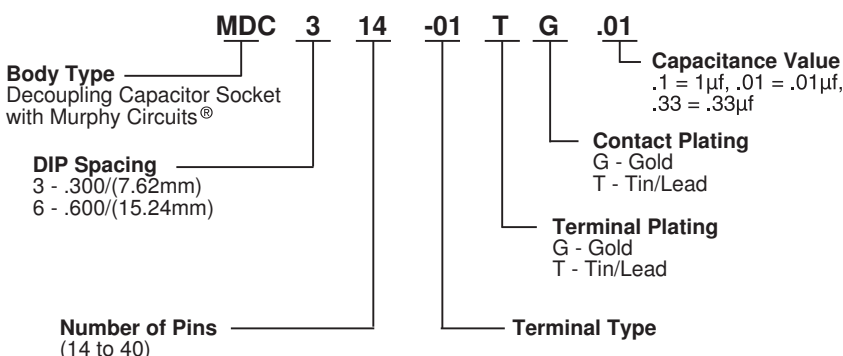 MDC 3 14 -01 T G .01
Capacitance Value
.1 = 1µf, .01 = .01µf,
.33 = .33µf
Body Type
Decoupling Capacitor Socket
with Murphy Circuits®
Contact Plating
G - Gold
T - Tin/Lead
DIP Spacing
3 - .300/(7.62mm)
6 - .600/(15.24mm)
Terminal Plating
G - Gold
T - Tin/Lead
Number of Pins
(14 to 40)
Terminal Type